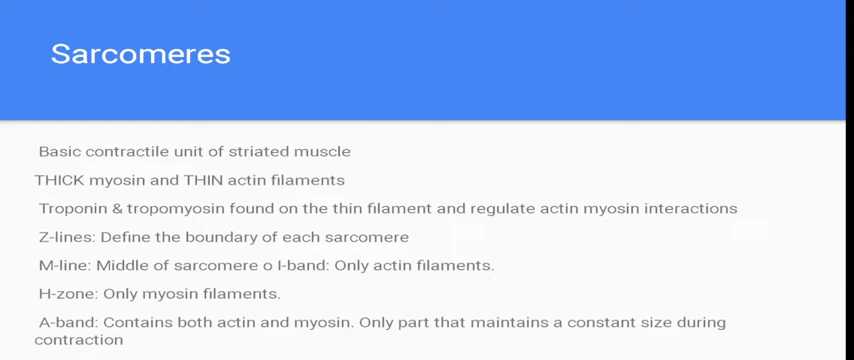 Sarcomeres
Basic contractile unit of striated muscle
THICK myosin and THIN actin filaments
Troponin & tropomyosin found on the thin filament and regulate actin myosin interactions
Z-lines: Define the boundary of each sarcomere
M-line: Middle of sarcomere o I-band: Only actin filaments.
H-zone: Only myosin filaments.
A-band: Contains both actin and myosin. Only part that maintains a constant size during
contraction